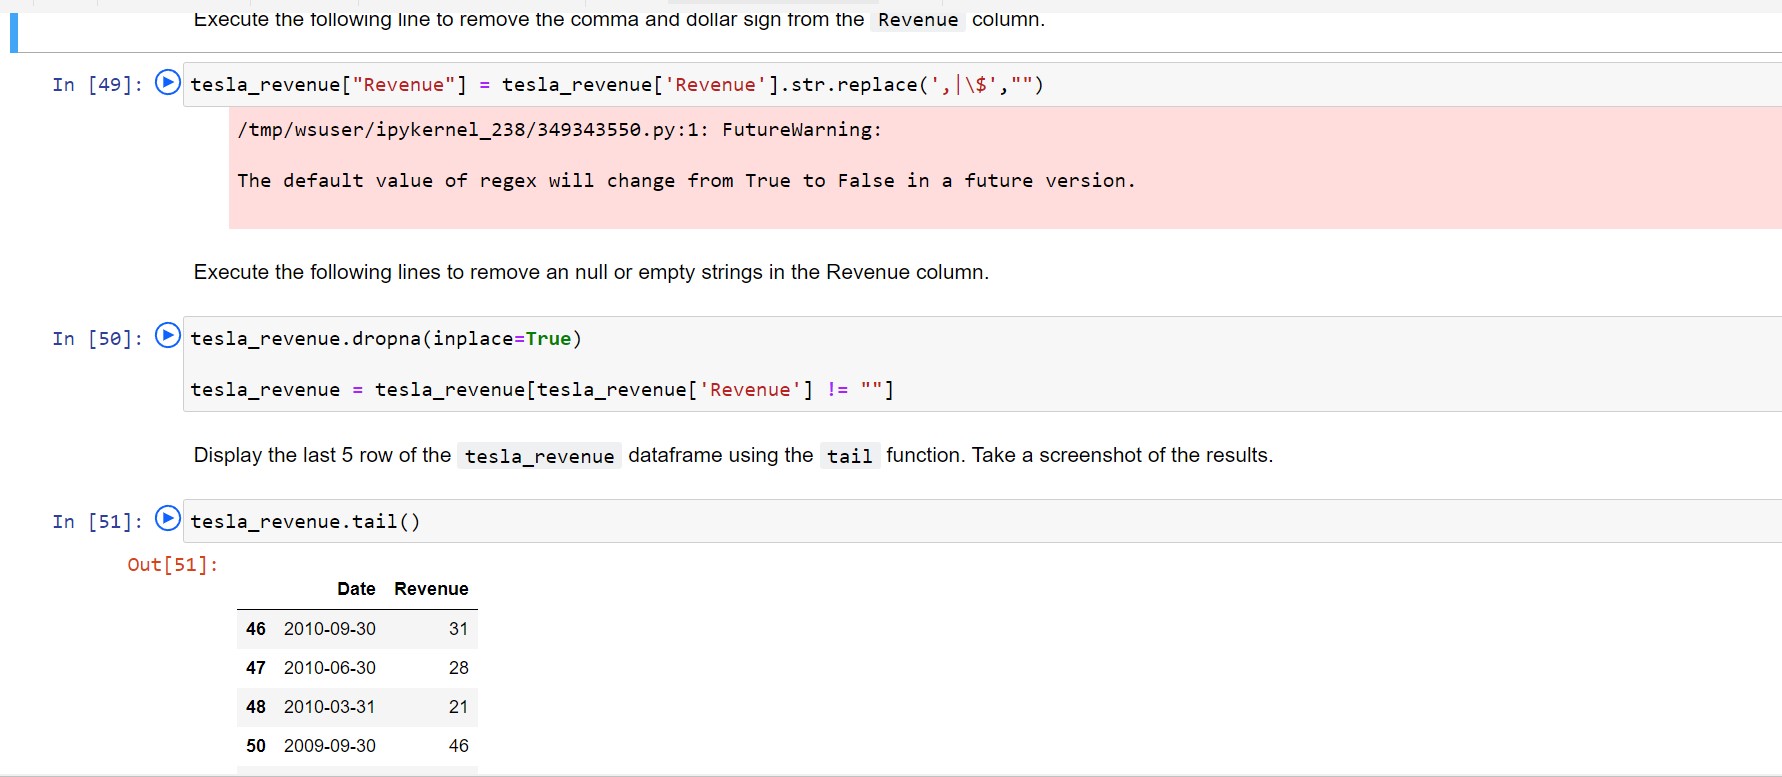 Execute the following line to remove the comma and dollar sign from the Revenue column.
In [49]: tesla_revenue["Revenue"] = tesla_revenue['Revenue'].str.replace(',|\$',"")
/tmp/wsuser/ipykernel_238/349343550.py:1: FutureWarning:
The default value of regex will change from True to False in a future version.
Execute the following lines to remove an null or empty strings in the Revenue column.
In [50]: tesla_revenue.dropna(inplace=True)
tesla_revenue = tesla_revenue[tesla_revenue['Revenue'] != ""]
Display the last 5 row of the tesla_revenue dataframe using the tail function. Take a screenshot of the results.
In [51]: tesla_revenue.tail()
Out[51]:
Date Revenue
46 2010-09-30 31
47 2010-06-30 28
48 2010-03-31 21
50 2009-09-30 46